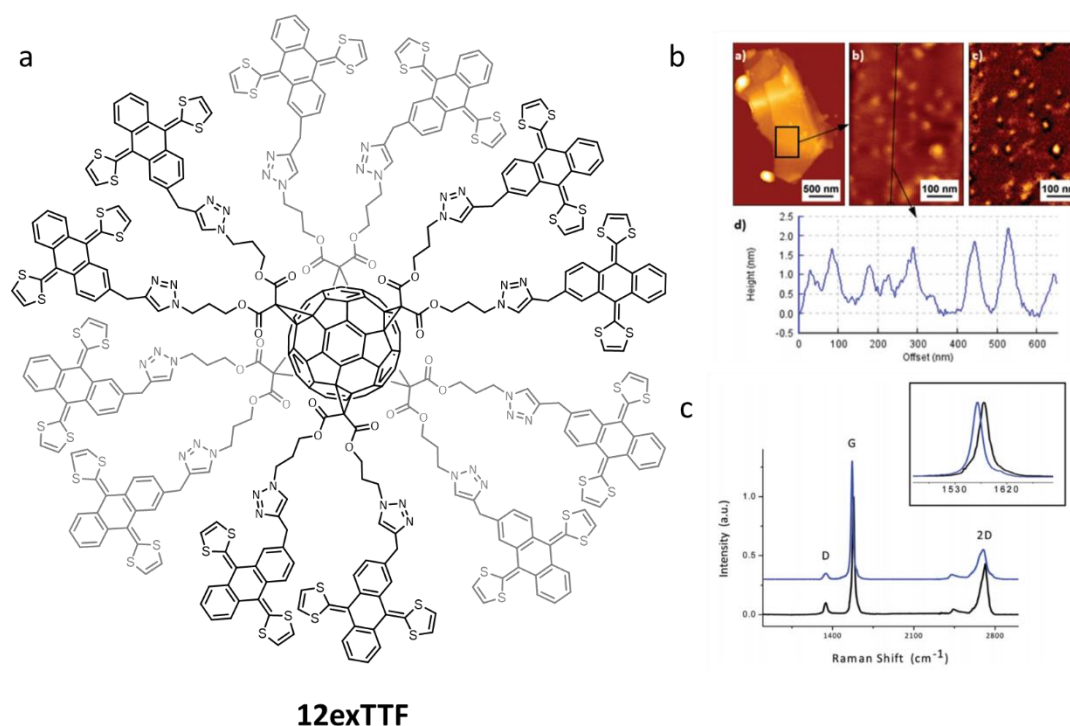 a
12exTTF
b
a)
500 nm
b)
100 nm
c)
100 nm
d)
Height (nm)
2.5
2.0
1.5
1.0
0.5
0.0
-0.5
0 100 200 300 400 500 600
Offset (nm)
c
Intensity (a.u.)
1.0
0.5
0.0
D
G
2D
1530 1620
1400 2100 2800
Raman Shift (cm-1)